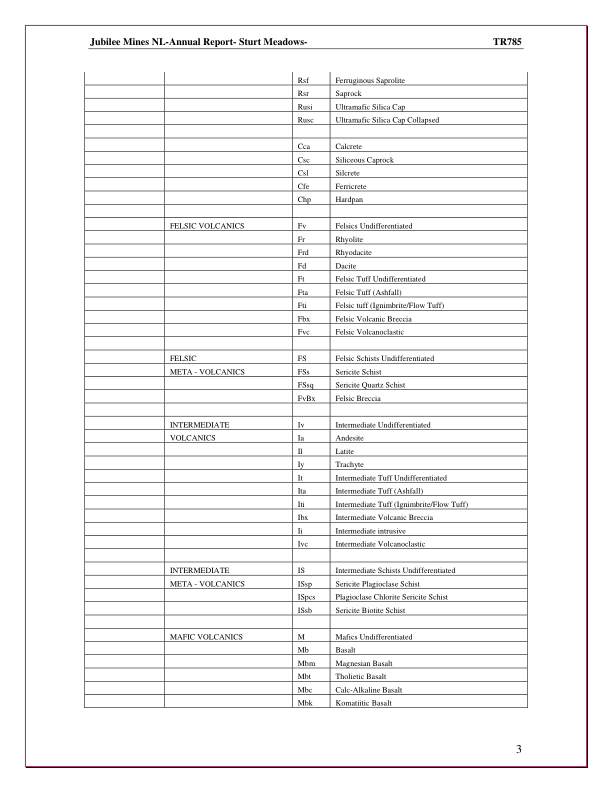 Jubilee Mines NL-Annual Report- Sturt Meadows- TR785
Rsf Ferruginous Saprolite
Rsr Saprock
Rusi Ultramafic Silica Cap
Rusc Ultramafic Silica Cap Collapsed
Cca Calcrete
Csc Siliceous Caprock
Csl Silcrete
Cfe Ferricrete
Chp Hardpan
FELSIC VOLCANICS Fv Felsics Undifferentiated
Fr Rhyolite
Frd Rhyodacite
Fd Dacite
Ft Felsic Tuff Undifferentiated
Fta Felsic Tuff (Ashfall)
Fti Felsic tuff (Ignimbrite/Flow Tuff)
Fbx Felsic Volcanic Breccia
Fvc Felsic Volcanoclastic
FELSIC FS Felsic Schists Undifferentiated
META - VOLCANICS FSs Sericite Schist
FSsq Sericite Quartz Schist
FvBx Felsic Breccia
INTERMEDIATE Iv Intermediate Undifferentiated
VOLCANICS Ia Andesite
Il Latite
Iy Trachyte
It Intermediate Tuff Undifferentiated
Ita Intermediate Tuff (Ashfall)
Iti Intermediate Tuff (Ignimbrite/Flow Tuff)
Ibx Intermediate Volcanic Breccia
Ii Intermediate intrusive
Ivc Intermediate Volcanoclastic
INTERMEDIATE IS Intermediate Schists Undifferentiated
META - VOLCANICS ISsp Sericite Plagioclase Schist
ISpcs Plagioclase Chlorite Sericite Schist
ISsb Sericite Biotite Schist
MAFIC VOLCANICS M Mafics Undifferentiated
Mb Basalt
Mbm Magnesian Basalt
Mbt Tholietic Basalt
Mbc Calc-Alkaline Basalt
Mbk Komatiitic Basalt
3